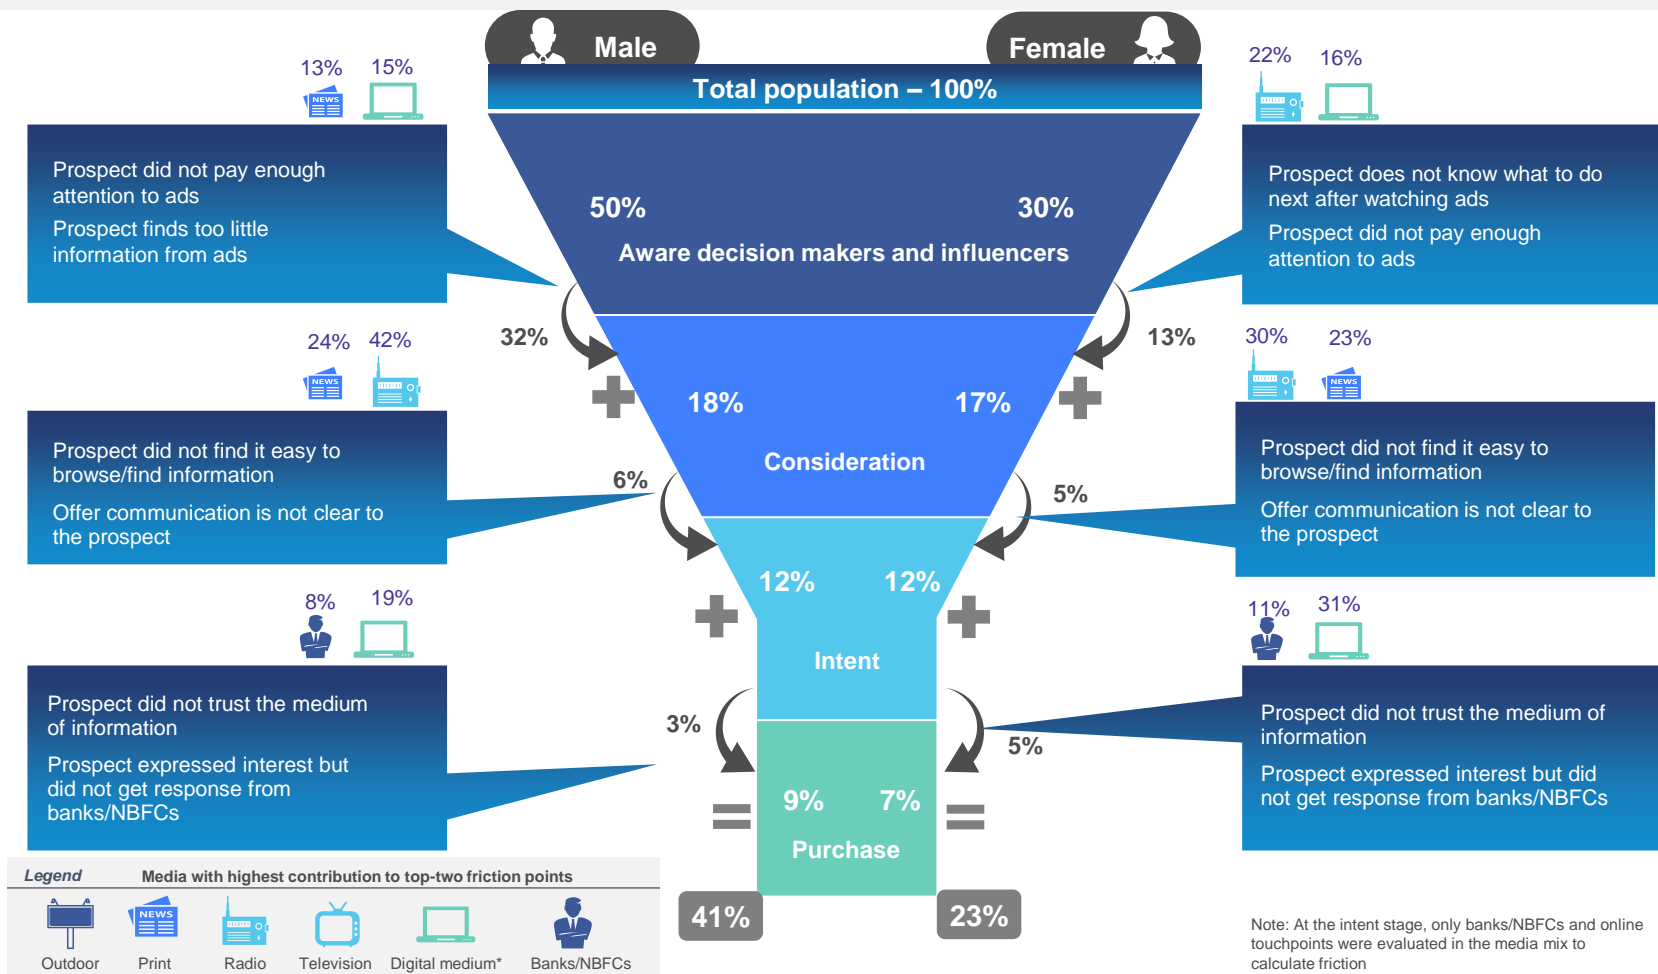 Male
Female
Total population – 100%
13%
15%
NEWS
Prospect did not pay enough
attention to ads
Prospect finds too little
information from ads
22%
16%
Prospect does not know what to do
next after watching ads
Prospect did not pay enough
attention to ads
50%
30%
Aware decision makers and influencers
32%
13%
24%
42%
NEWS
Prospect did not find it easy to
browse/find information
Offer communication is not clear to
the prospect
30%
23%
NEWS
Prospect did not find it easy to
browse/find information
Offer communication is not clear to
the prospect
18%
17%
Consideration
6%
5%
12%
12%
Intent
8%
19%
Prospect did not trust the medium
of information
Prospect expressed interest but
did not get response from
banks/NBFCs
11%
31%
Prospect did not trust the medium of
information
Prospect expressed interest but did
not get response from banks/NBFCs
3%
5%
9%
7%
Purchase
41%
23%
Legend
Media with highest contribution to top-two friction points
NEWS
Outdoor
Print
Radio
Television
Digital medium*
Banks/NBFCs
Note: At the intent stage, only banks/NBFCs and online
touchpoints were evaluated in the media mix to
calculate friction